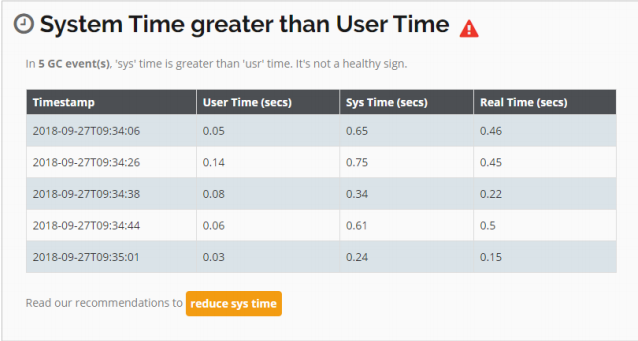 System Time greater than User Time
In 5 GC event(s), 'sys' time is greater than 'usr' time. It's not a healthy sign.
Timestamp User Time (secs) Sys Time (secs) Real Time (secs)
2018-09-27T09:34:06 0.05 0.65 0.46
2018-09-27T09:34:26 0.14 0.75 0.45
2018-09-27T09:34:38 0.08 0.34 0.22
2018-09-27T09:34:44 0.06 0.61 0.5
2018-09-27T09:35:01 0.03 0.24 0.15
Read our recommendations to reduce sys time